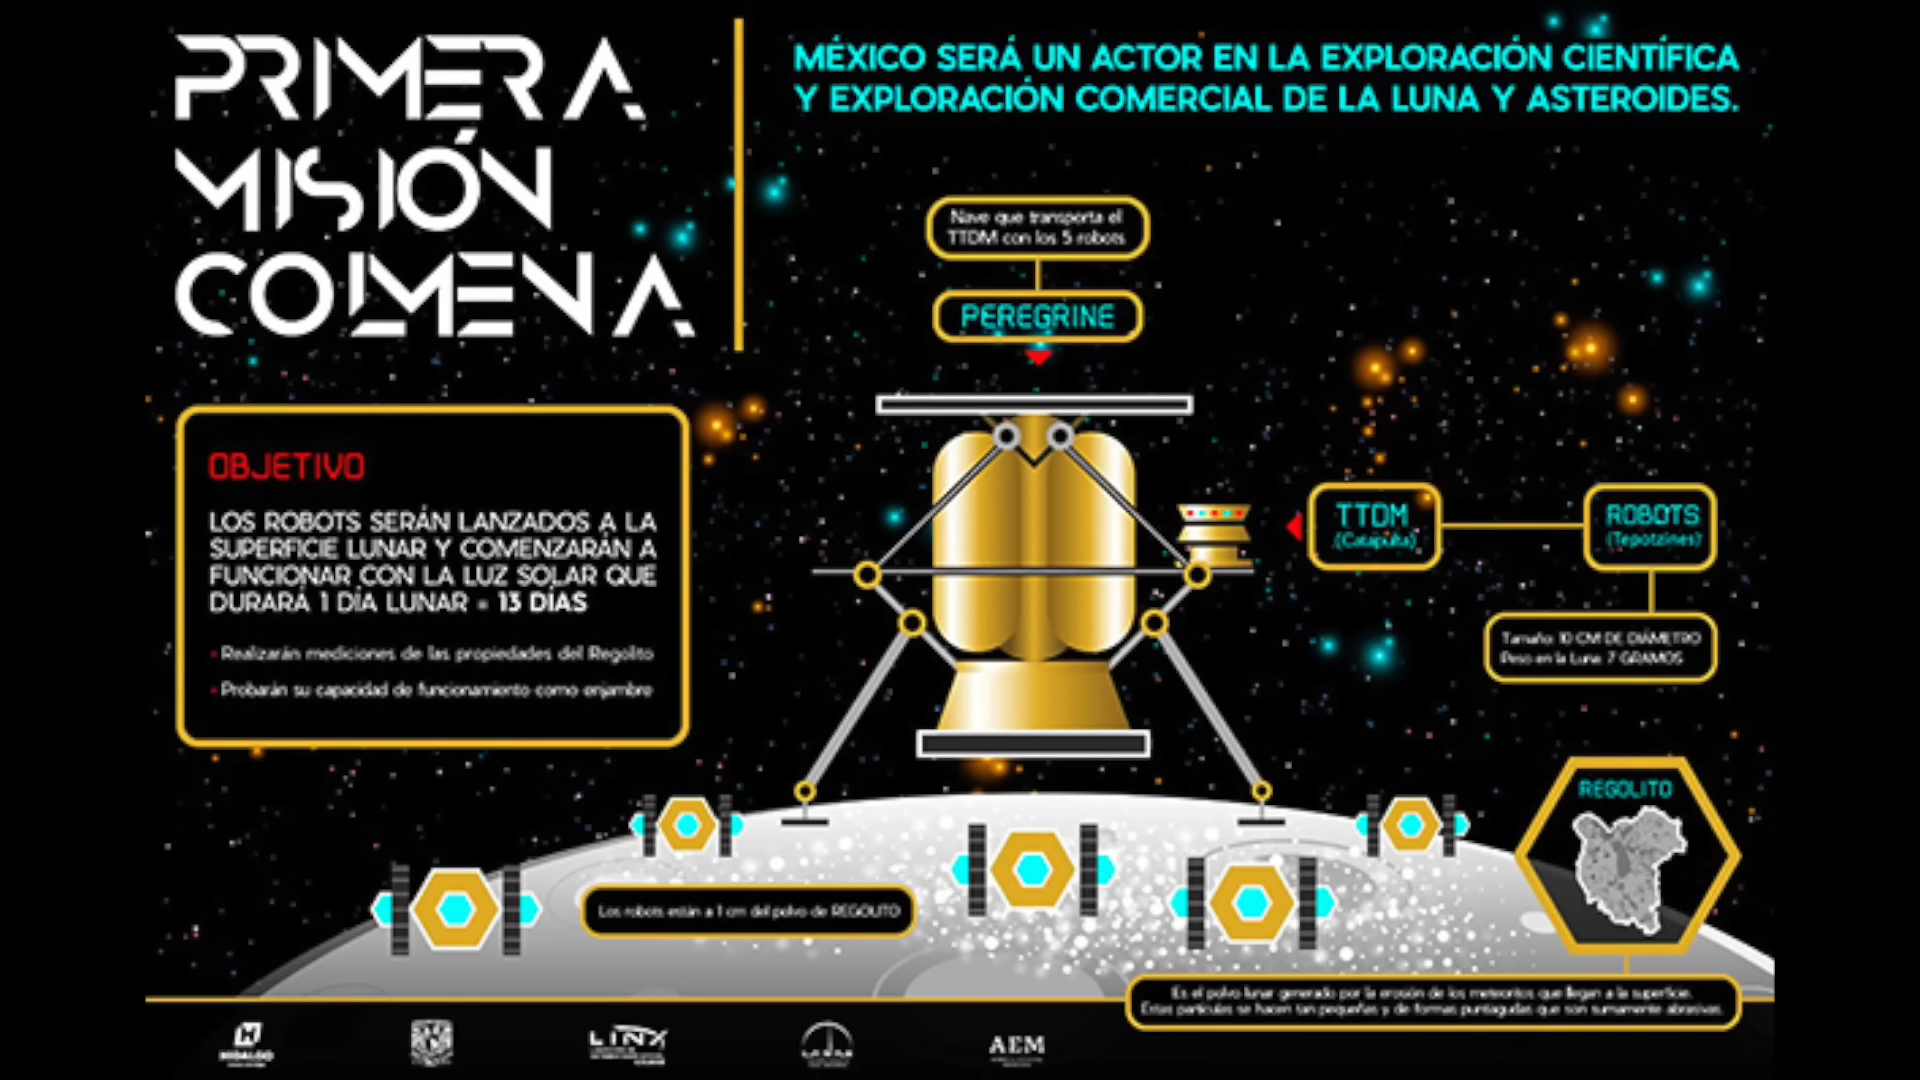 PRIMERA
MISIÓN
COLMENA
MÉXICO SERÁ UN ACTOR EN LA EXPLORACIÓN CIENTÍFICA
Y EXPLORACIÓN COMERCIAL DE LA LUNA Y ASTEROIDES.
Nave que transporta el
TTDM con los 5 robots
PEREGRINE
OBJETIVO
LOS ROBOTS SERÁN LANZADOS A LA
SUPERFICIE LUNAR Y COMENZARÁN A
FUNCIONAR CON LA LUZ SOLAR QUE
DURARÁ 1 DÍA LUNAR = 13 DÍAS
Realizarán mediciones de las propiedades del Regolito
Probarán su capacidad de funcionamiento como enjambre
TTDM
(Catapulta)
ROBOTS
(Tepotzines)
Tamaño: 10 CM DE DIÁMETRO
Peso en la Luna: 7 GRAMOS
REGOLITO
Los robots están a 1 cm del polvo de REGOLITO
Es el polvo lunar generado por la erosión de los meteoritos que llegan a la superficie.
Estas partículas se hacen tan pequeñas y de formas puntiagudas que son sumamente abrasivas.
HIDALGO
LINX
AEM